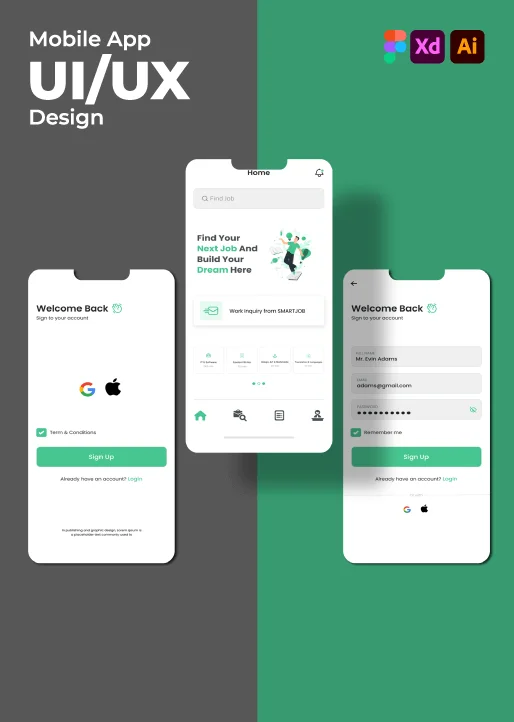 Mobile App
UI/UX
Design
Xd
Ai
Home
Find Job
Find Your
Next Job And
Build Your
Dream Here
Work Inquiry from SMARTJOB
Welcome Back
Sign to your account
Term & Conditions
Sign Up
Already have an account? Login
In publishing and graphic design, Lorem ipsum is
a placeholder text commonly used to
Welcome Back
Sign to your account
FULL NAME
Mr. Evin Adams
EMAIL
adams@gmail.com
PASSWORD
Remember me
Sign Up
Already have an account? Login